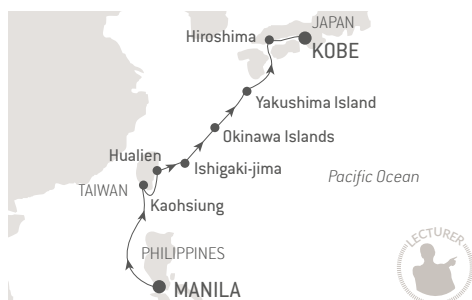 JAPAN
Hiroshima
KOBE
Yakushima Island
Okinawa Islands
Hualien
Ishigaki-jima
Pacific Ocean
TAIWAN
Kaohsiung
LECTURER
PHILIPPINES
MANILA